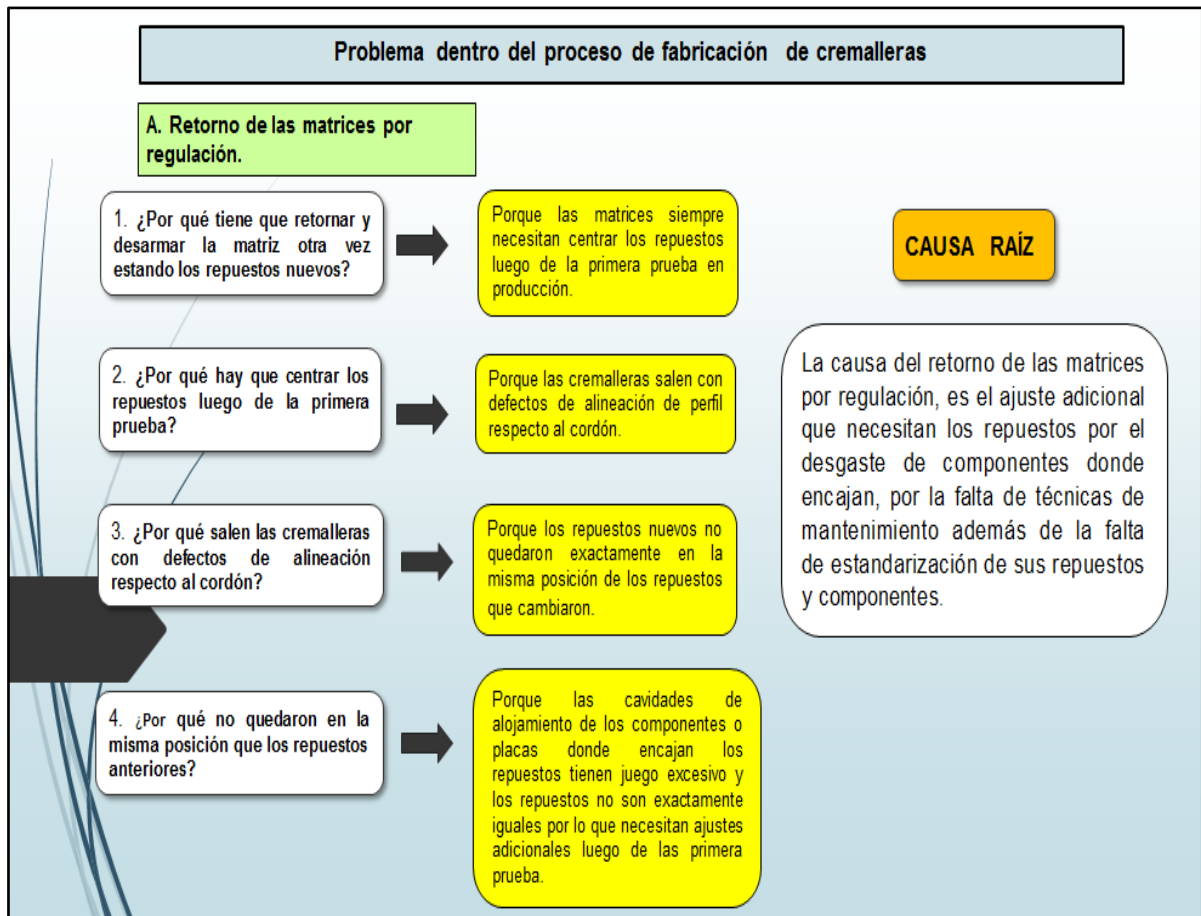 Problema dentro del proceso de fabricación de cremalleras
A. Retorno de las matrices por
regulación.
1. ¿Por qué tiene que retornar y
desarmar la matriz otra vez
estando los repuestos nuevos?
Porque las matrices siempre
necesitan centrar los repuestos
luego de la primera prueba en
producción.
CAUSA RAÍZ
2. ¿Por qué hay que centrar los
repuestos luego de la primera
prueba?
Porque las cremalleras salen con
defectos de alineación de perfil
respecto al cordón.
La causa del retorno de las matrices
por regulación, es el ajuste adicional
que necesitan los repuestos por el
desgaste de componentes donde
encajan, por la falta de técnicas de
mantenimiento además de la falta
de estandarización de sus repuestos
y componentes.
3. ¿Por qué salen las cremalleras
con defectos de alineación
respecto al cordón?
Porque los repuestos nuevos no
quedaron exactamente en la
misma posición de los repuestos
que cambiaron.
4. ¿Por qué no quedaron en la
misma posición que los repuestos
anteriores?
Porque las cavidades de
alojamiento de los componentes o
placas donde encajan los
repuestos tienen juego excesivo y
los repuestos no son exactamente
iguales por lo que necesitan ajustes
adicionales luego de las primera
prueba.